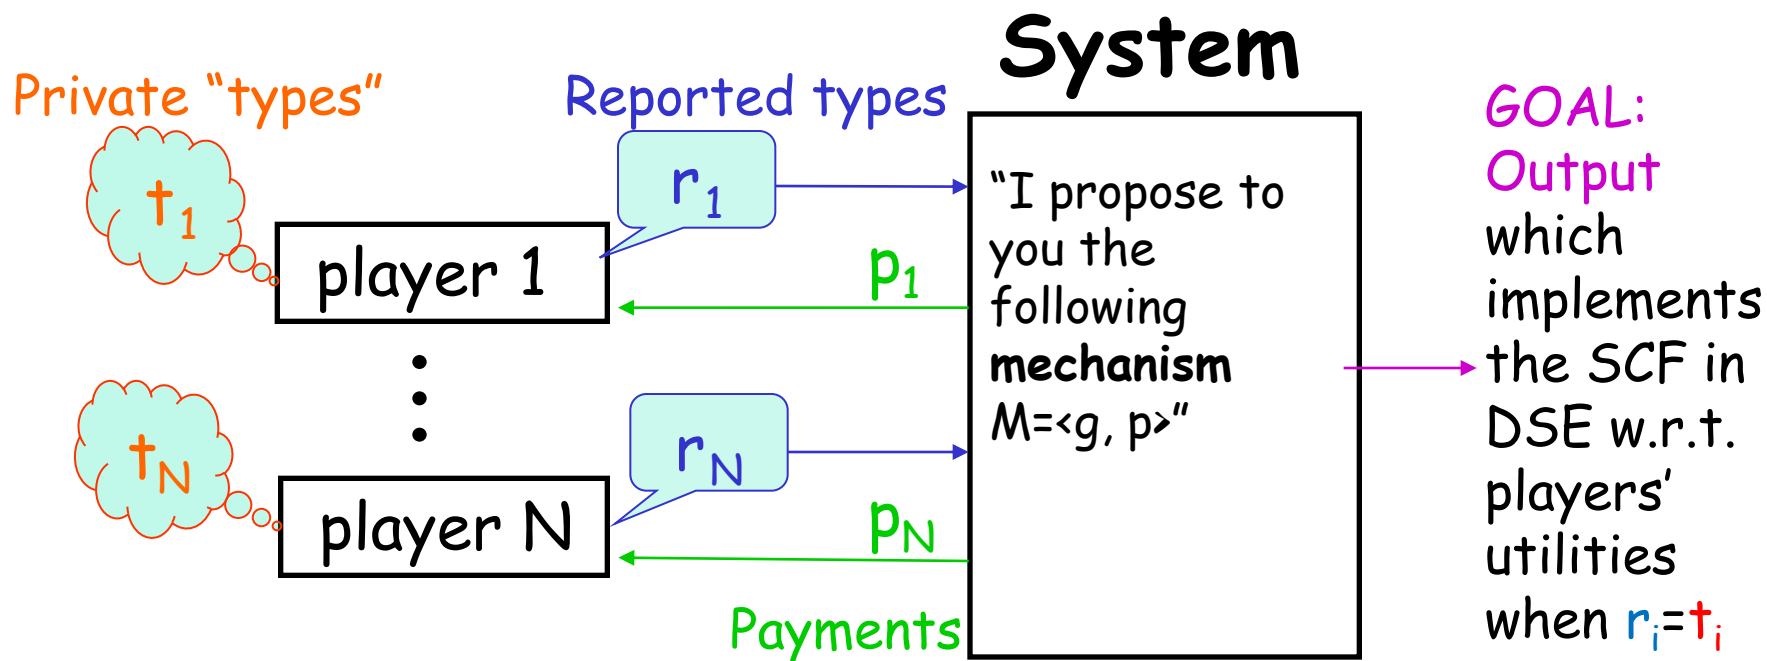 System
Private “types”
Reported types
t1
r1
player 1
p1
tN
rN
player N
pN
Payments
“I propose to
you the
following
mechanism
M=<g, p>”
GOAL:
Output
which
implements
the SCF in
DSE w.r.t.
players’
utilities
when ri=ti